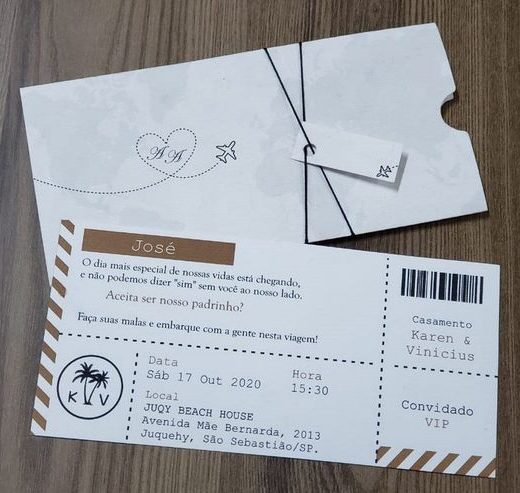 A A
José
O dia mais especial de nossas vidas está chegando,
e não podemos dizer "sim" sem você ao nosso lado.
Aceita ser nosso padrinho?
Faça suas malas e embarque com a gente nesta viagem!
Casamento
Karen &
Vinicius
K V
Data
Sáb 17 Out 2020
Hora
15:30
Local
JUQY BEACH HOUSE
Avenida Mãe Bernarda, 2013
Juquehy, São Sebastião/SP.
Convidado
VIP